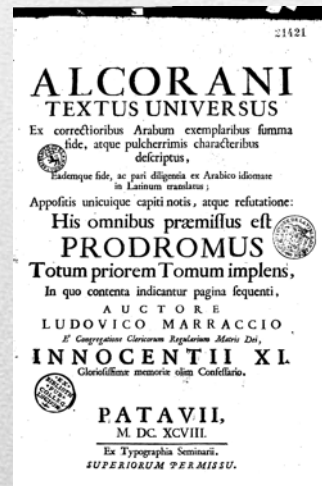 21421
ALCORANI
TEXTUS UNIVERSUS
Ex correctioribus Arabum exemplaribus ſumma
fide, atque pulcherrimis characteribus
deſcriptus,
Eademque fide, ac pari diligentia ex Arabico idiomate
in Latinum translatus;
Appoſitis unicuique capiti notis, atque refutatione:
His omnibus præmiſſus eſt
PRODROMUS
Totum priorem Tomum implens,
In quo contenta indicantur pagina ſequenti,
AUCTORE
LUDOVICO MARRACCIO
E' Congregatione Clericorum Regularium Matris Dei,
INNOCENTII XI.
Glorioſiſſimæ memoriæ olim Confeſſario.
PATAVII,
M. DC. XCVIII.
Ex Typographia Seminarii.
SUPERIORUM PERMISSU.